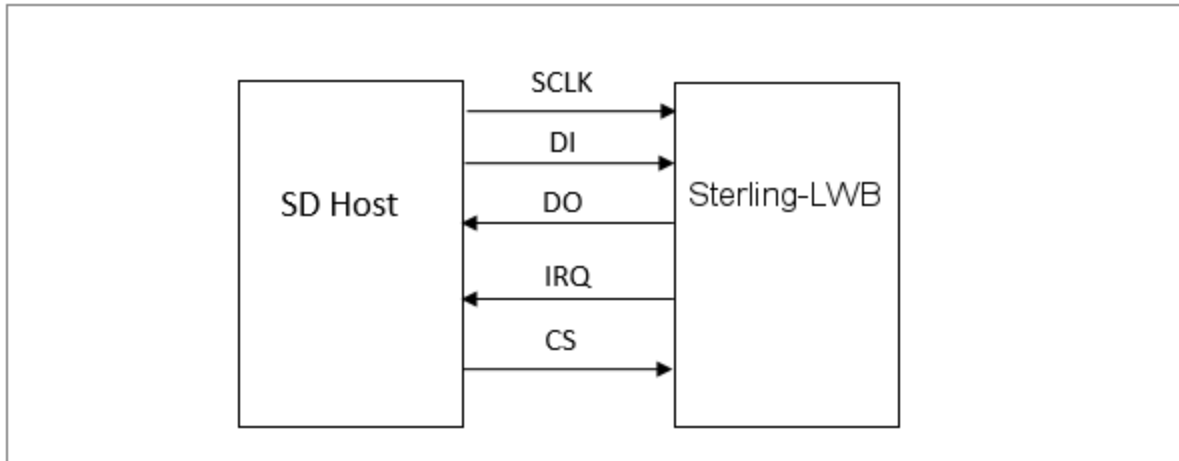 SCLK
DI
SD Host
Sterling-LWB
DO
IRQ
CS